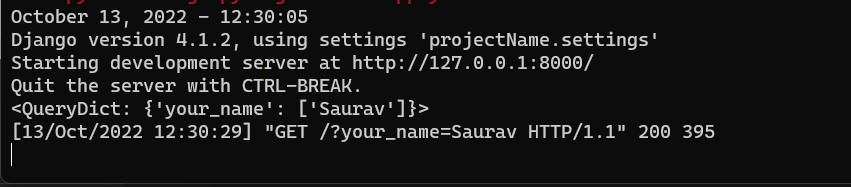 October 13, 2022 - 12:30:05
Django version 4.1.2, using settings 'projectName.settings'
Starting development server at http://127.0.0.1:8000/
Quit the server with CTRL-BREAK.
<QueryDict: {'your_name': ['Saurav']}>
[13/Oct/2022 12:30:29] "GET /?your_name=Saurav HTTP/1.1" 200 395